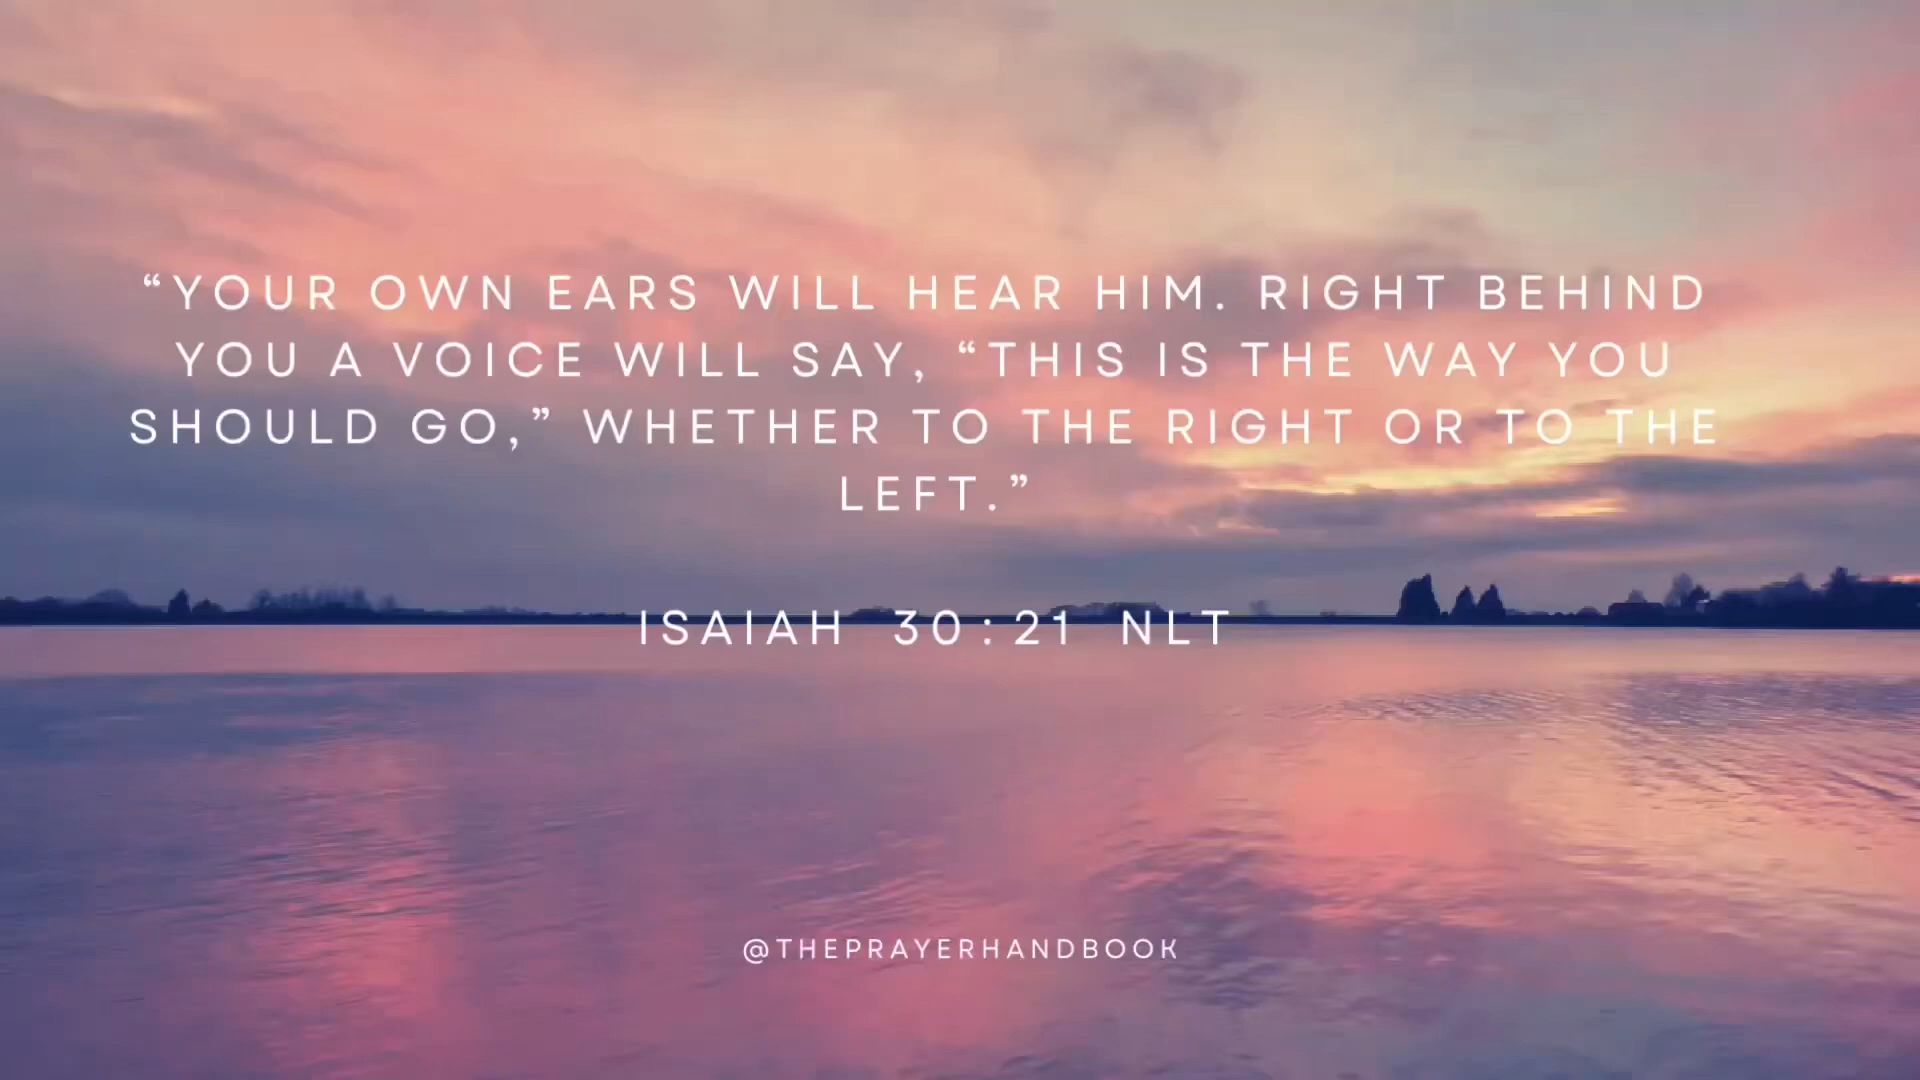 “YOUR OWN EARS WILL HEAR HIM. RIGHT BEHIND
YOU A VOICE WILL SAY, “THIS IS THE WAY YOU
SHOULD GO,” WHETHER TO THE RIGHT OR TO THE
LEFT.”
ISAIAH 30:21 NLT
@THEPRAYERHANDBOOK